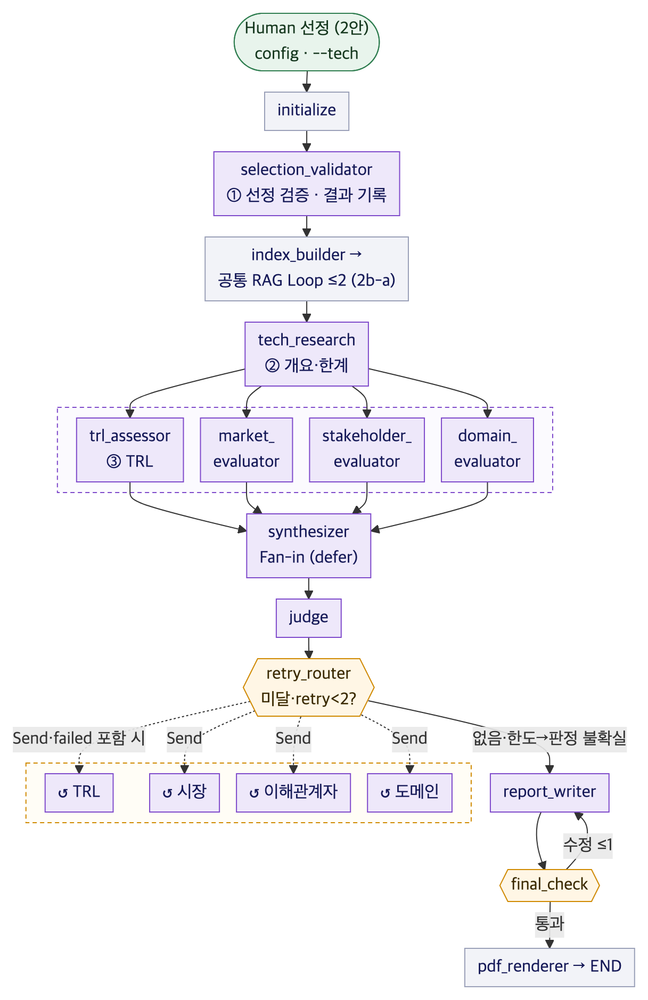 Human 선정 (2안)
config · --tech
initialize
selection_validator
① 선정 검증 · 결과 기록
index_builder →
공통 RAG Loop ≤2 (2b-a)
tech_research
② 개요·한계
trl_assessor
③ TRL
market_
evaluator
stakeholder_
evaluator
domain_
evaluator
synthesizer
Fan-in (defer)
judge
retry_router
미달·retry<2?
Send·failed 포함 시
Send
Send
Send
없음·한도→판정 불확실
↺ TRL
↺ 시장
↺ 이해관계자
↺ 도메인
report_writer
수정 ≤1
final_check
통과
pdf_renderer → END